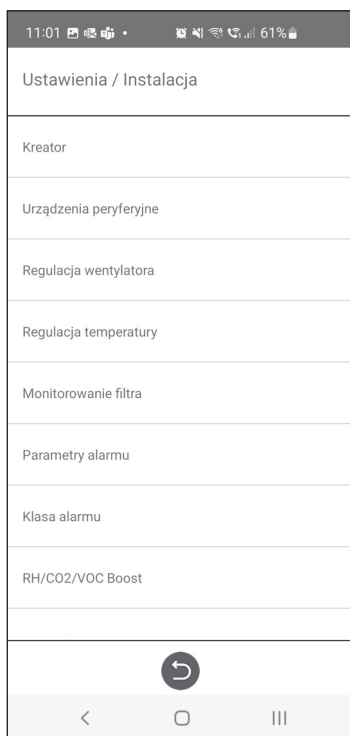 11:01 61%
Ustawienia / Instalacja
Kreator
Urządzenia peryferyjne
Regulacja wentylatora
Regulacja temperatury
Monitorowanie filtra
Parametry alarmu
Klasa alarmu
RH/CO2/VOC Boost